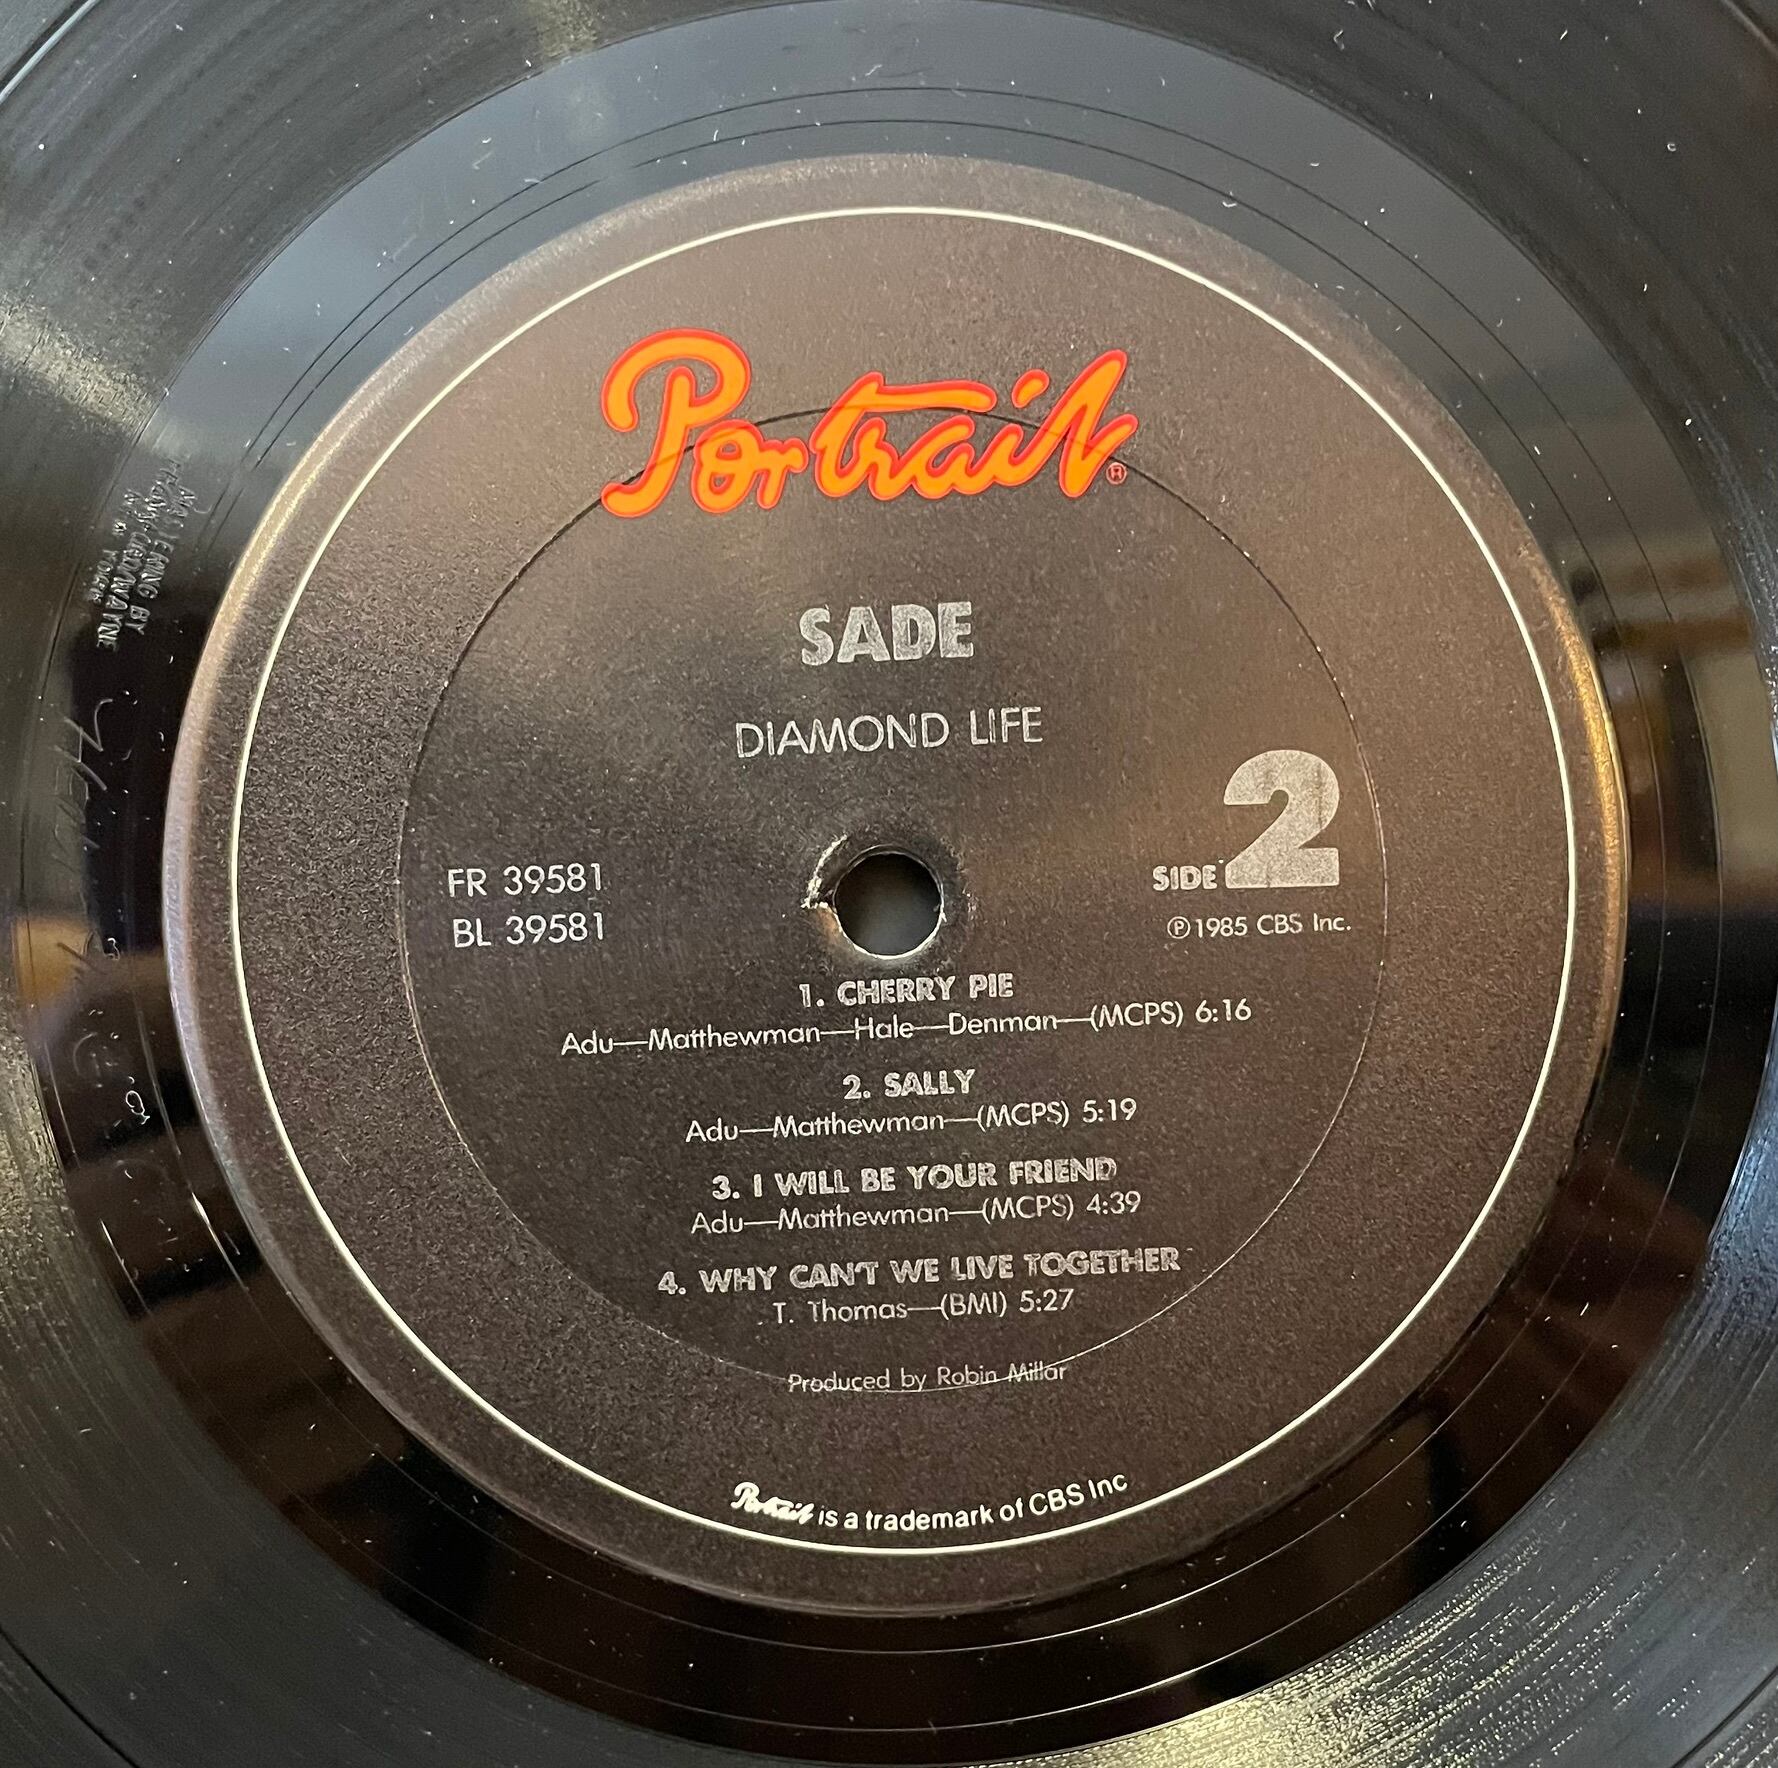 Portrait®
SADE
DIAMOND LIFE
FR 39581
BL 39581
SIDE 2
℗1985 CBS Inc.
1. CHERRY PIE
Adu—Matthewman—Hale—Denman—(MCPS) 6:16
2. SALLY
Adu—Matthewman—(MCPS) 5:19
3. I WILL BE YOUR FRIEND
Adu—Matthewman—(MCPS) 4:39
4. WHY CAN'T WE LIVE TOGETHER
T. Thomas—(BMI) 5:27
Produced by Robin Millar
Portrait is a trademark of CBS Inc
MASTERING BY